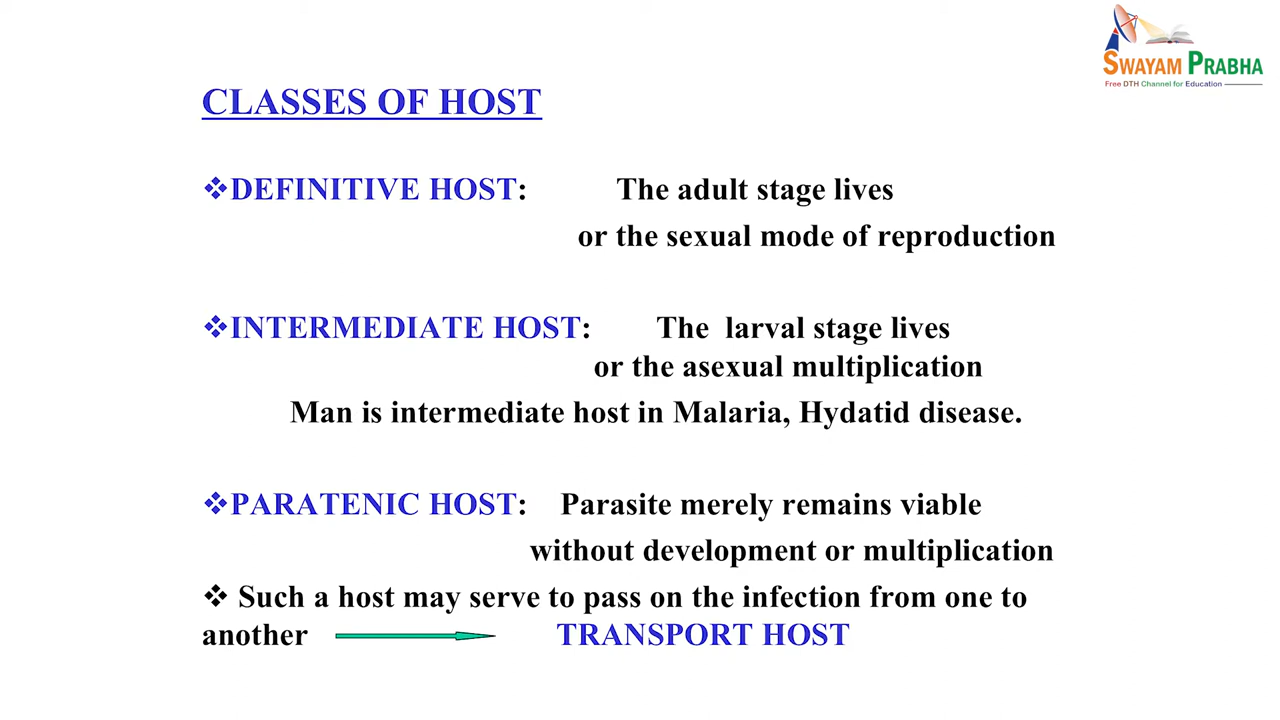 SWAYAM PRABHA
Free DTH Channel for Education
CLASSES OF HOST
❖DEFINITIVE HOST: The adult stage lives
or the sexual mode of reproduction
❖INTERMEDIATE HOST: The larval stage lives
or the asexual multiplication
Man is intermediate host in Malaria, Hydatid disease.
❖PARATENIC HOST: Parasite merely remains viable
without development or multiplication
❖ Such a host may serve to pass on the infection from one to
another TRANSPORT HOST